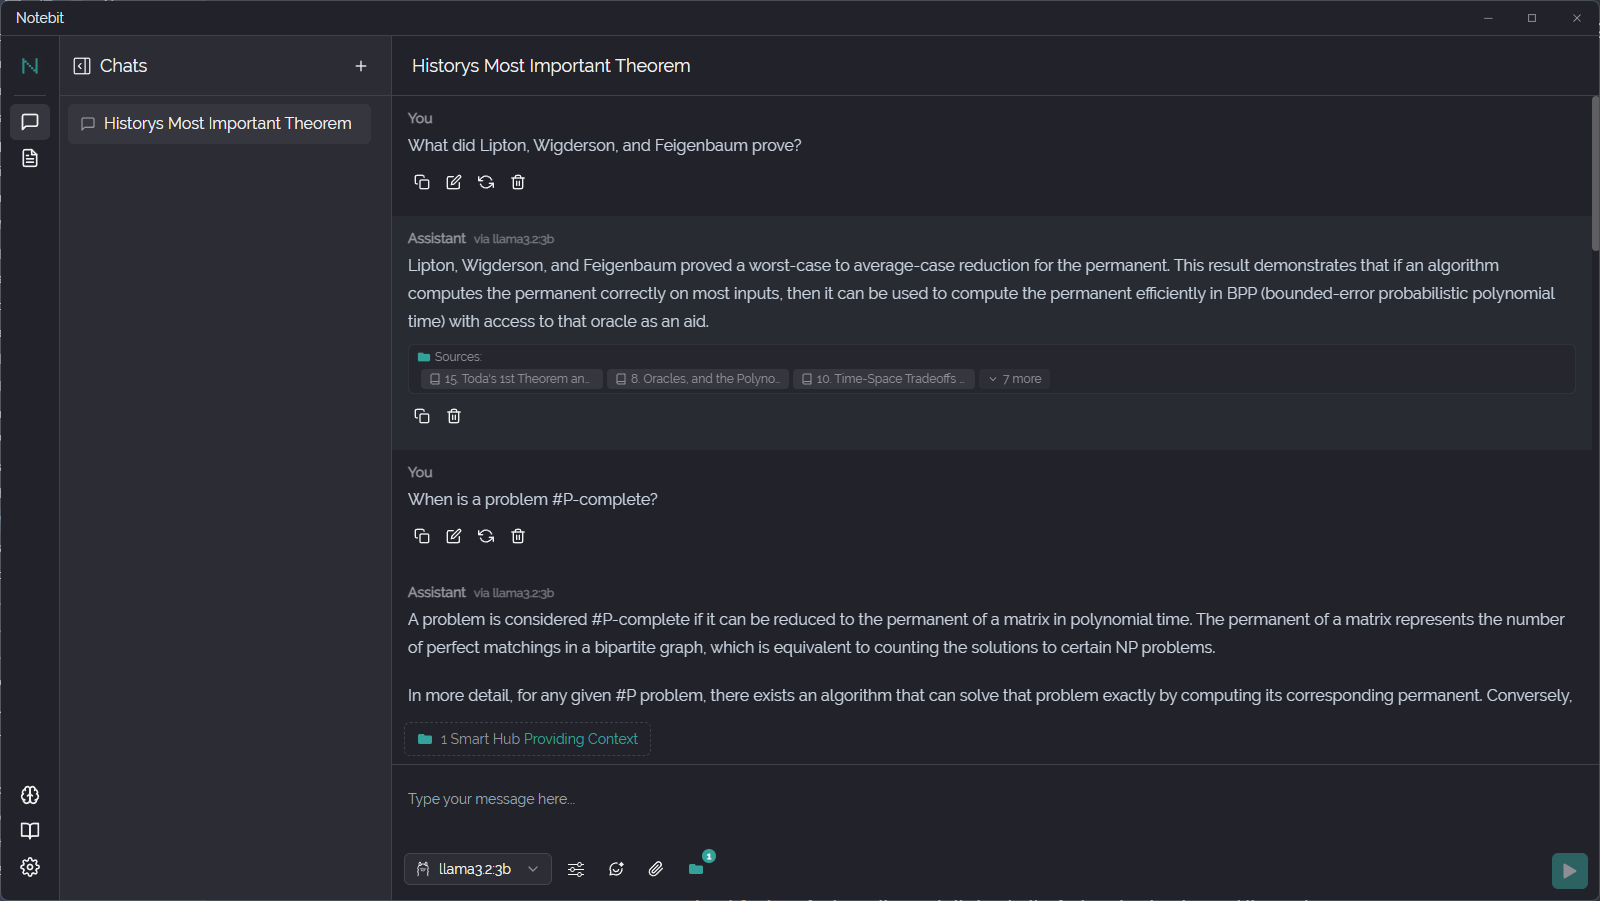 Notebit
Chats
Historys Most Important Theorem
Historys Most Important Theorem
You
What did Lipton, Wigderson, and Feigenbaum prove?
Assistant via llama3.2:3b
Lipton, Wigderson, and Feigenbaum proved a worst-case to average-case reduction for the permanent. This result demonstrates that if an algorithm
computes the permanent correctly on most inputs, then it can be used to compute the permanent efficiently in BPP (bounded-error probabilistic polynomial
time) with access to that oracle as an aid.
Sources:
15. Toda's 1st Theorem an...
8. Oracles, and the Polyno...
10. Time-Space Tradeoffs ...
7 more
You
When is a problem #P-complete?
Assistant via llama3.2:3b
A problem is considered #P-complete if it can be reduced to the permanent of a matrix in polynomial time. The permanent of a matrix represents the number
of perfect matchings in a bipartite graph, which is equivalent to counting the solutions to certain NP problems.
In more detail, for any given #P problem, there exists an algorithm that can solve that problem exactly by computing its corresponding permanent. Conversely,
1 Smart Hub Providing Context
Type your message here...
llama3.2:3b
1